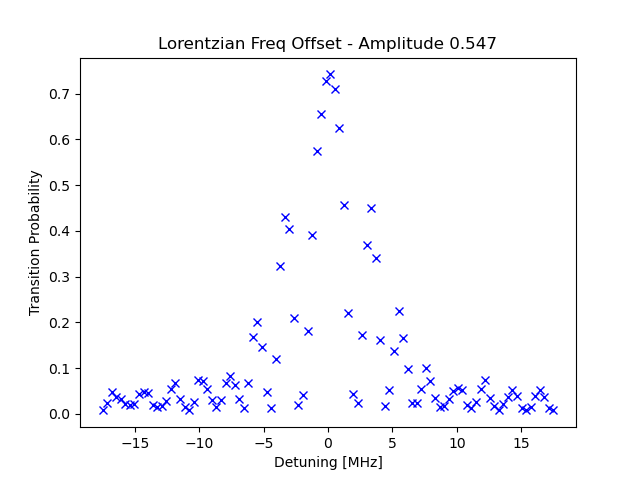 Lorentzian Freq Offset - Amplitude 0.547
Transition Probability
0.7
0.6
0.5
0.4
0.3
0.2
0.1
0.0
−15 −10 −5 0 5 10 15
Detuning [MHz]